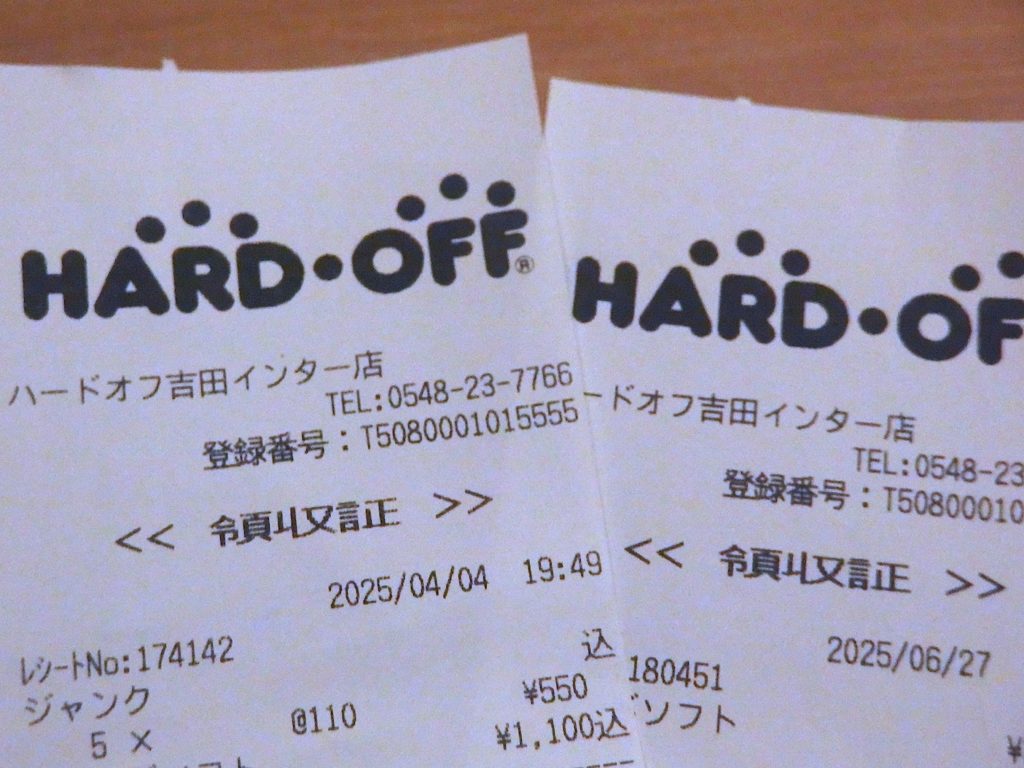 HARD・OFF®
ハードオフ吉田インター店
TEL:0548-23-7766
登録番号：T5080001015555
<< 領収証 >>
2025/04/04 19:49
レシートNo:174142
込
ジャンク
¥550
5 × @110
¥1,100込
HARD・OF
ードオフ吉田インター店
TEL:0548-23
登録番号：T50800010
<< 領収証 >>
2025/06/27
180451
ソフト
¥